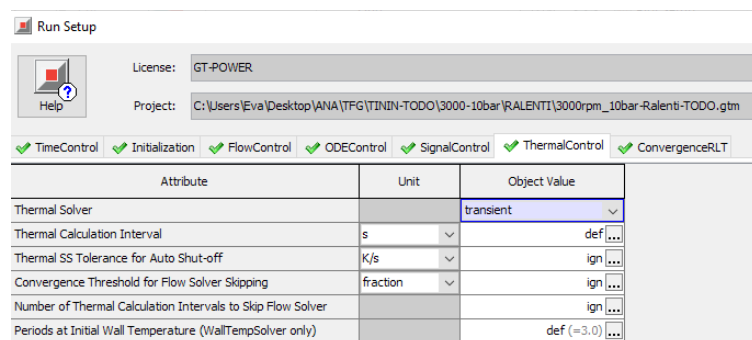 Run Setup
License: GT-POWER
Help
Project: C:\Users\Eva\Desktop\ANA\TFG\TININ-TODO\3000-10bar\RALENTI\3000rpm_10bar-Ralenti-TODO.gtm
TimeControl Initialization FlowControl ODEControl SignalControl ThermalControl ConvergenceRLT
Attribute Unit Object Value
Thermal Solver transient
Thermal Calculation Interval s def ...
Thermal SS Tolerance for Auto Shut-off K/s ign ...
Convergence Threshold for Flow Solver Skipping fraction ign ...
Number of Thermal Calculation Intervals to Skip Flow Solver ign ...
Periods at Initial Wall Temperature (WallTempSolver only) def (=3.0) ...